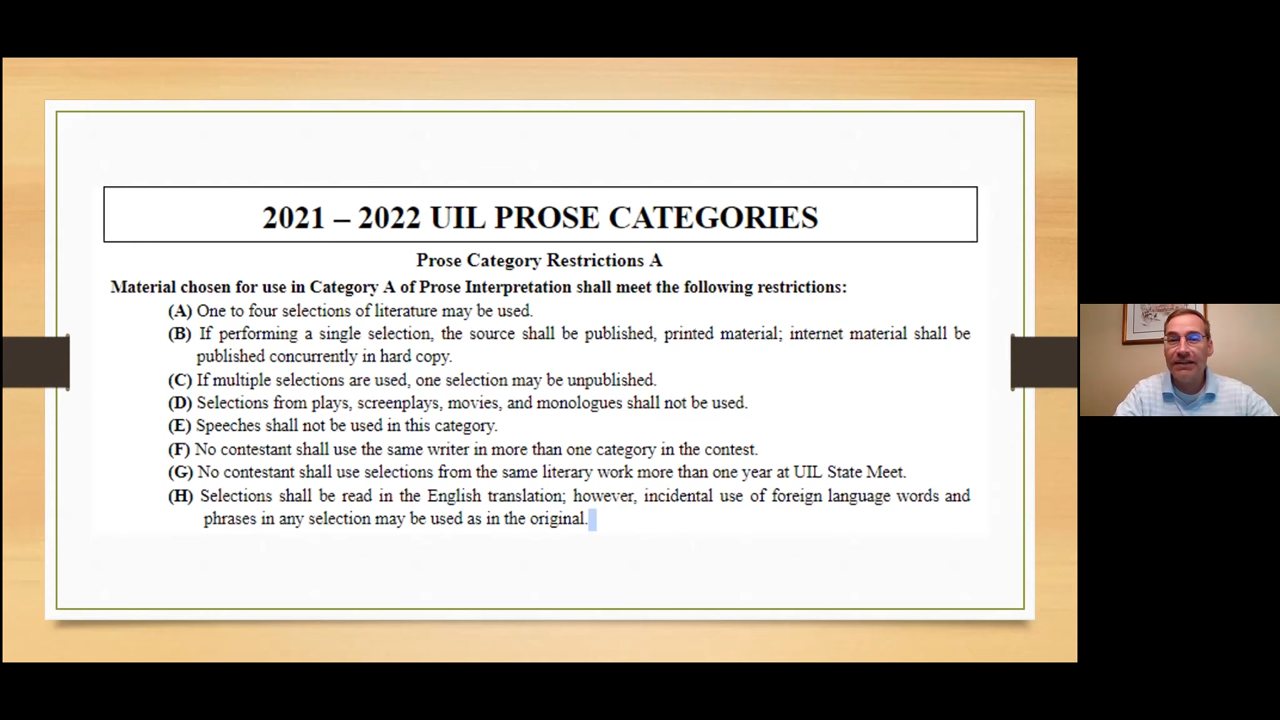 2021 – 2022 UIL PROSE CATEGORIES
Prose Category Restrictions A
Material chosen for use in Category A of Prose Interpretation shall meet the following restrictions:
(A) One to four selections of literature may be used.
(B) If performing a single selection, the source shall be published, printed material; internet material shall be
published concurrently in hard copy.
(C) If multiple selections are used, one selection may be unpublished.
(D) Selections from plays, screenplays, movies, and monologues shall not be used.
(E) Speeches shall not be used in this category.
(F) No contestant shall use the same writer in more than one category in the contest.
(G) No contestant shall use selections from the same literary work more than one year at UIL State Meet.
(H) Selections shall be read in the English translation; however, incidental use of foreign language words and
phrases in any selection may be used as in the original.